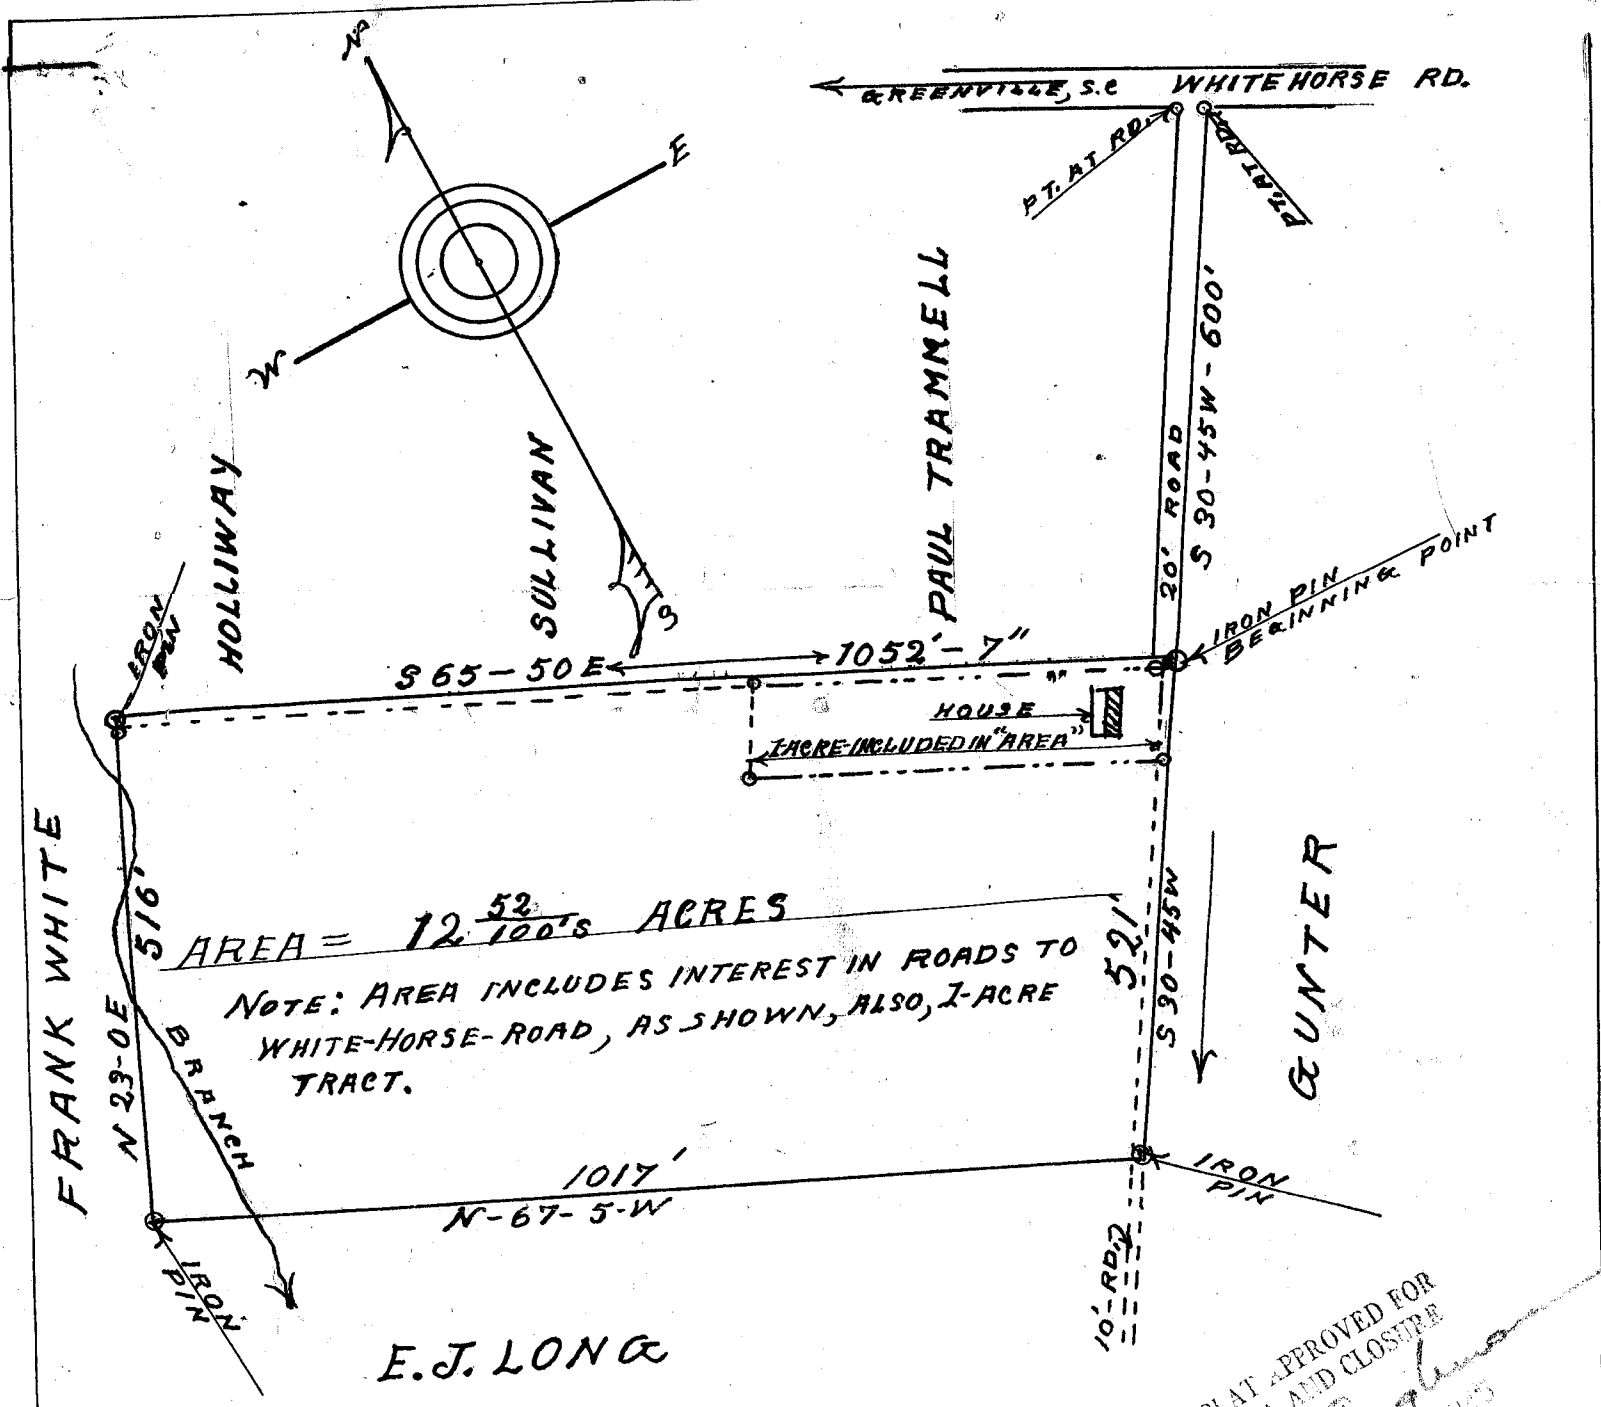 N
GREENVILLE, S.C WHITEHORSE RD.
PT. AT RD.
PT. AT RD.
E
W
S
HOLLIWAY
SULLIVAN
PAUL TRAMMELL
20' ROAD
S 30-45W - 600'
IRON PIN
BEGINNING POINT
IRON
PIN
S 65-50 E 1052'- 7"
HOUSE
1-ACRE-INCLUDED IN "AREA"
FRANK WHITE
516'
N 23-0E
AREA = 12 52/100'S ACRES
NOTE: AREA INCLUDES INTEREST IN ROADS TO
WHITE-HORSE-ROAD, AS SHOWN, ALSO, 1-ACRE
TRACT.
521'
S 30-45W
GUNTER
BRANCH
1017'
N-67-5-W
IRON
PIN
IRON
PIN
10'-RD.
E.J. LONG
PLAT APPROVED FOR
AND CLOSURE